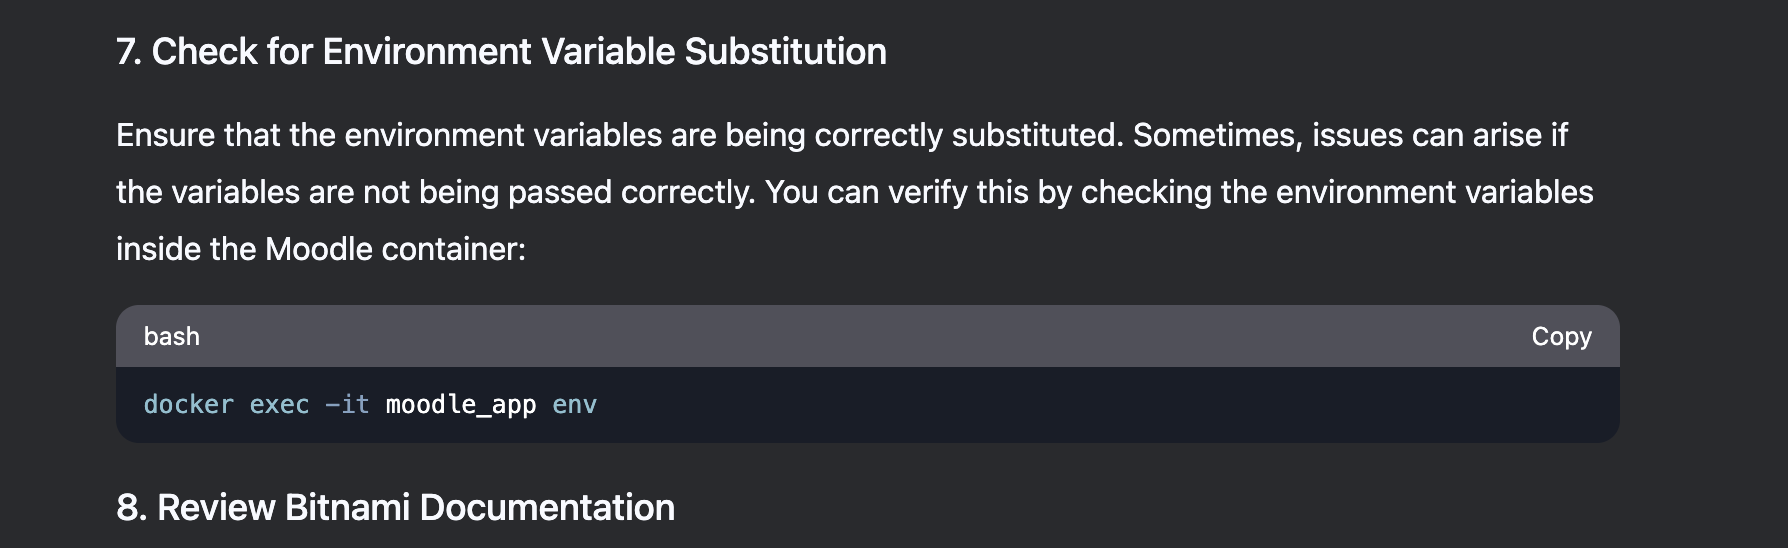 7. Check for Environment Variable Substitution
Ensure that the environment variables are being correctly substituted. Sometimes, issues can arise if
the variables are not being passed correctly. You can verify this by checking the environment variables
inside the Moodle container:
bash Copy
docker exec -it moodle_app env
8. Review Bitnami Documentation